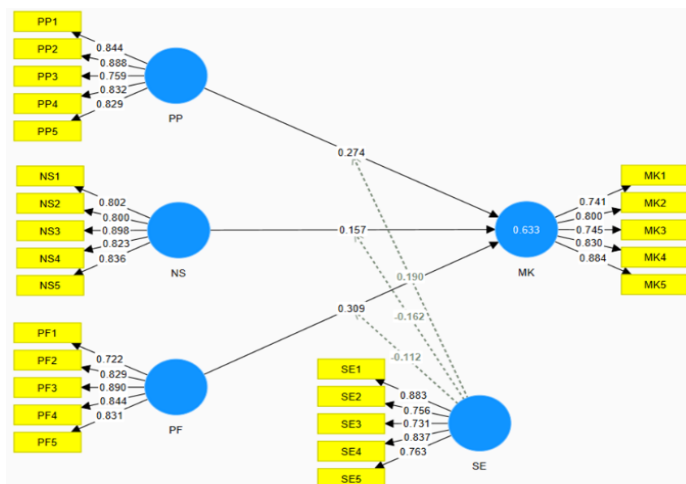 PP1
PP2
PP3
PP4
PP5
0.844
0.888
0.759
0.832
0.829
PP
NS1
NS2
NS3
NS4
NS5
0.802
0.800
0.898
0.823
0.836
NS
PF1
PF2
PF3
PF4
PF5
0.722
0.829
0.890
0.844
0.831
PF
0.274
0.157
0.309
0.190
-0.162
-0.112
0.633
MK
0.741
0.800
0.745
0.830
0.884
MK1
MK2
MK3
MK4
MK5
SE1
SE2
SE3
SE4
SE5
0.883
0.756
0.731
0.837
0.763
SE